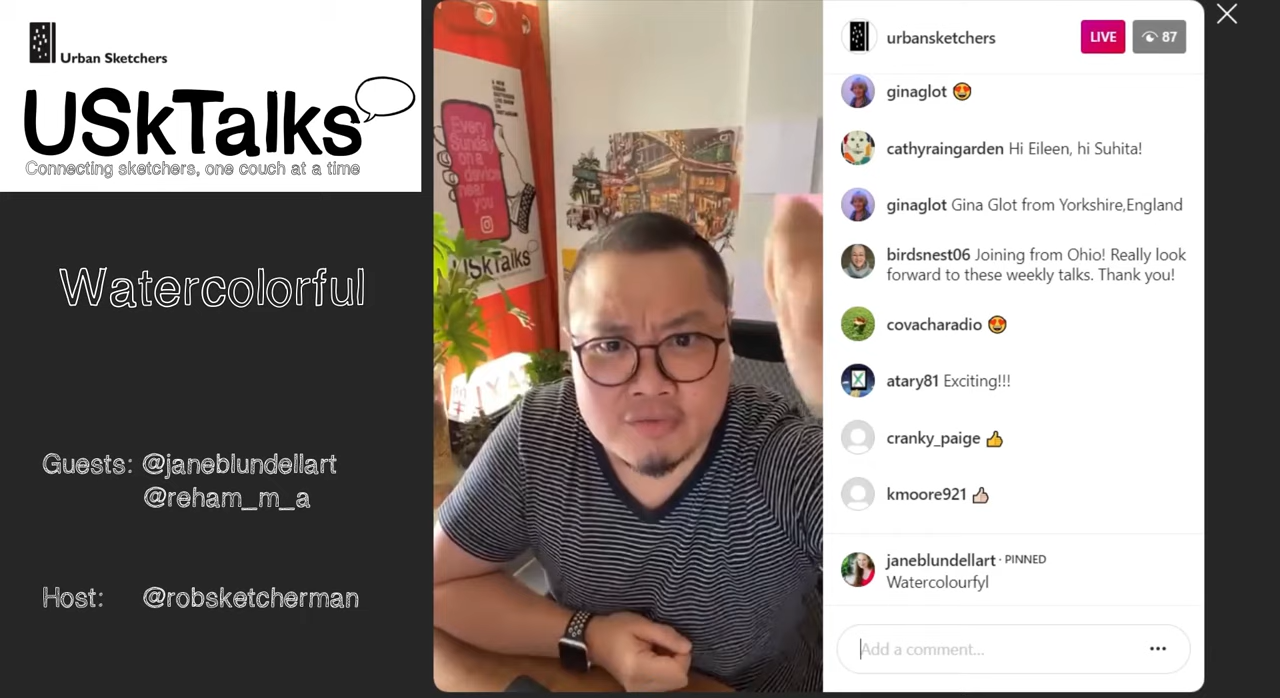 Urban Sketchers
USkTalks
Connecting sketchers, one couch at a time
Watercolorful
Guests: @janeblundellart
@reham_m_a
Host: @robsketcherman
Every
Sunday
on a
device
near
you
USkTalks
urbansketchers
LIVE
87
ginaglot 😍
cathyraingarden Hi Eileen, hi Suhita!
ginaglot Gina Glot from Yorkshire,England
birdsnest06 Joining from Ohio! Really look
forward to these weekly talks. Thank you!
covacharadio 😍
atary81 Exciting!!!
cranky_paige 👍
kmoore921 👍🏻
janeblundellart · PINNED
Watercolourfyl
Add a comment...